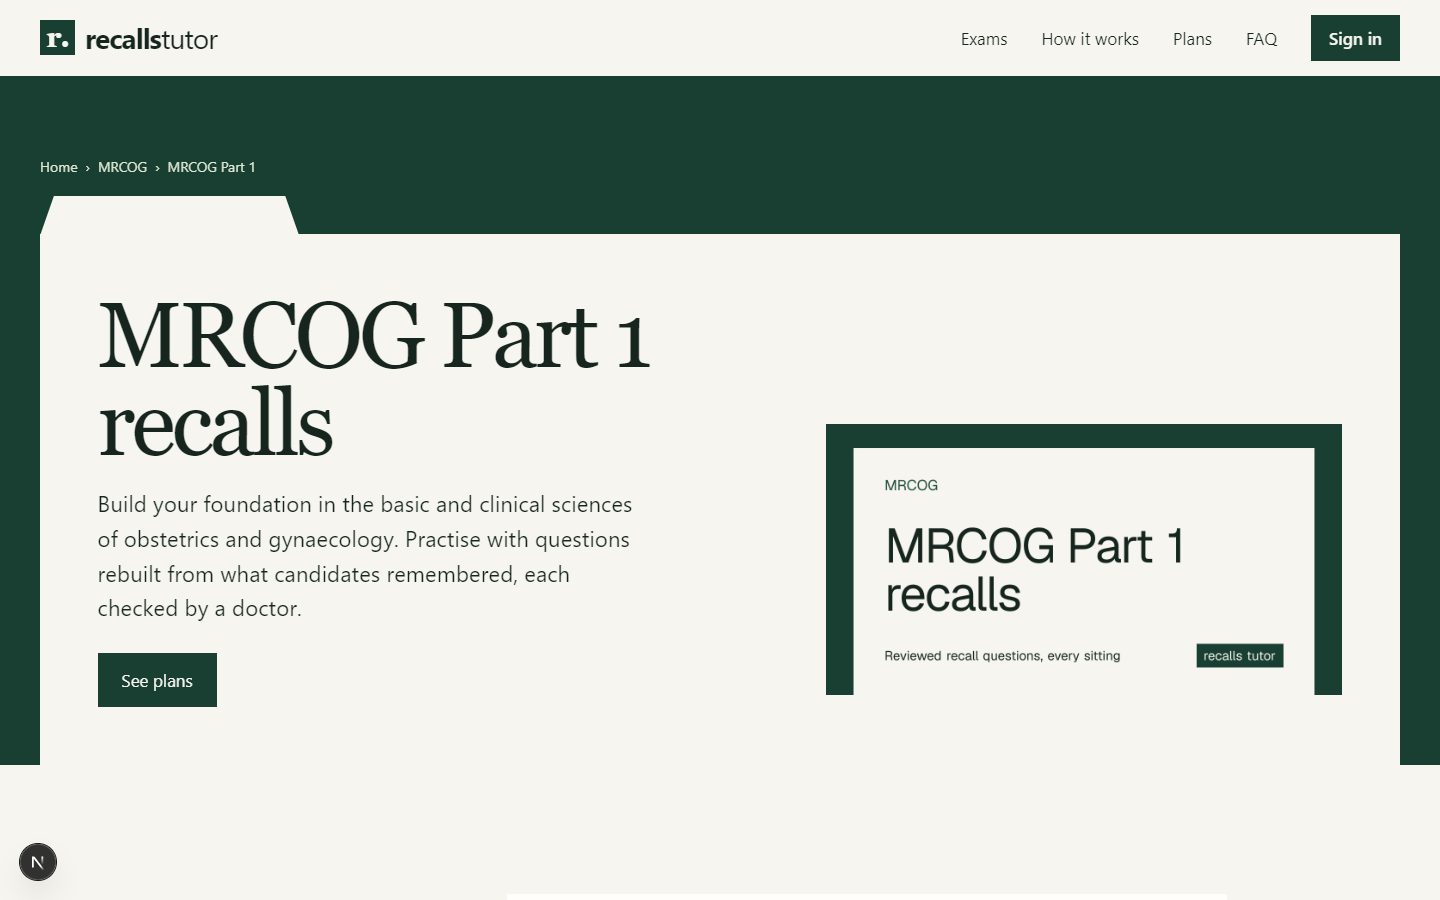 r. recallstutor
Exams How it works Plans FAQ Sign in
Home › MRCOG › MRCOG Part 1
MRCOG Part 1
recalls
Build your foundation in the basic and clinical sciences
of obstetrics and gynaecology. Practise with questions
rebuilt from what candidates remembered, each
checked by a doctor.
See plans
MRCOG
MRCOG Part 1
recalls
Reviewed recall questions, every sitting
recalls tutor
N